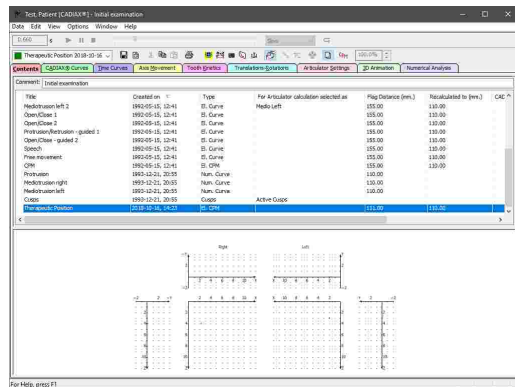 Test, Patient [CADIAX®] - Initial examination
Data Edit View Options Window Help
0.660 s
Therapeutic Position 2018-10-16 100.0%
Contents CADIAX® Curves Time Curves Axis Movement Tooth Kinetics Translations-Rotations Articulator Settings 3D Animation Numerical Analysis
Comment: Initial examination
Title Created on Type For Articulator calculation selected as Flag Distance (mm.) Recalculated to (mm.) CAD
Mediotrusion left 2 1992-05-15, 12:41 El. Curve Medio Left 155.00 110.00
Open/Close 1 1992-05-15, 12:41 El. Curve 155.00 110.00
Open/Close 2 1992-05-15, 12:41 El. Curve 155.00 110.00
Protrusion/Retrusion - guided 1 1992-05-15, 12:41 El. Curve 155.00 110.00
Open/Close - guided 2 1992-05-15, 12:41 El. Curve 155.00 110.00
Speech 1992-05-15, 12:41 El. Curve 155.00 110.00
Free movement 1992-05-15, 12:41 El. Curve 155.00 110.00
CPM 1992-05-15, 12:41 El. CPM 155.00 110.00
Protrusion 1993-12-21, 20:55 Num. Curve 110.00
Mediotrusion right 1993-12-21, 20:55 Num. Curve 110.00
Mediotrusion left 1993-12-21, 20:55 Num. Curve 110.00
Cusps 1993-12-21, 20:55 Cusps Active Cusps 110.00
Therapeutic Position 2018-10-16, 14:23 El. CPM 111.00 110.00
Right Left
For Help, press F1